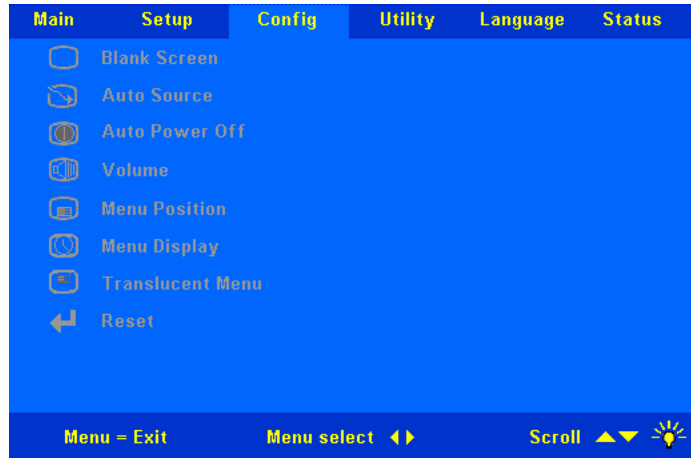 Main Setup Config Utility Language Status
Blank Screen
Auto Source
Auto Power Off
Volume
Menu Position
Menu Display
Translucent Menu
Reset
Menu = Exit Menu select Scroll